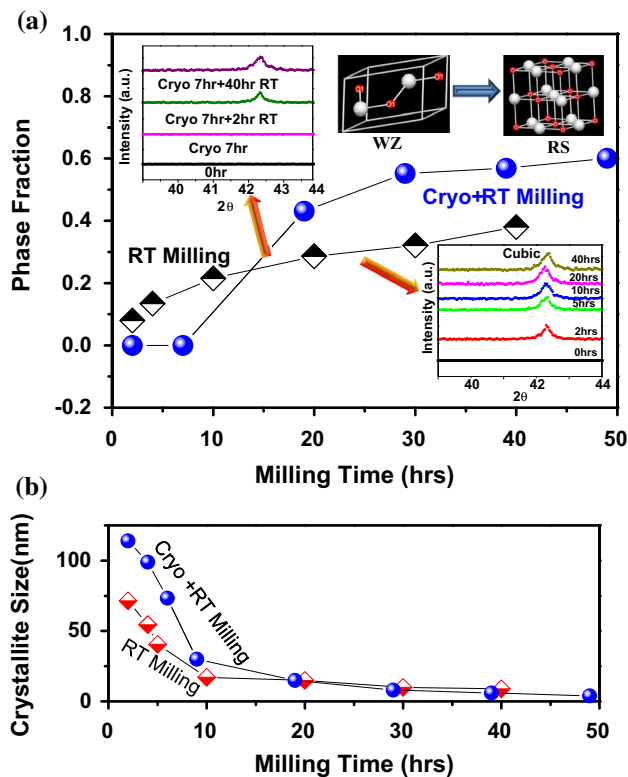 (a)
1.0
0.8
0.6
0.4
0.2
0.0
-0.2
Phase Fraction
0
10
20
30
40
50
Milling Time (hrs)
Intensity (a.u.)
Cryo 7hr+40hr RT
Cryo 7hr+2hr RT
Cryo 7hr
0hr
40
41
42
43
44
2θ
WZ
RS
Cryo+RT Milling
RT Milling
Cubic
40hrs
20hrs
10hrs
5hrs
2hrs
0hrs
Intensity (a.u.)
40
42
44
2θ
(b)
100
50
0
Crystallite Size(nm)
Cryo +RT Milling
RT Milling
0
10
20
30
40
50
Milling Time (hrs)